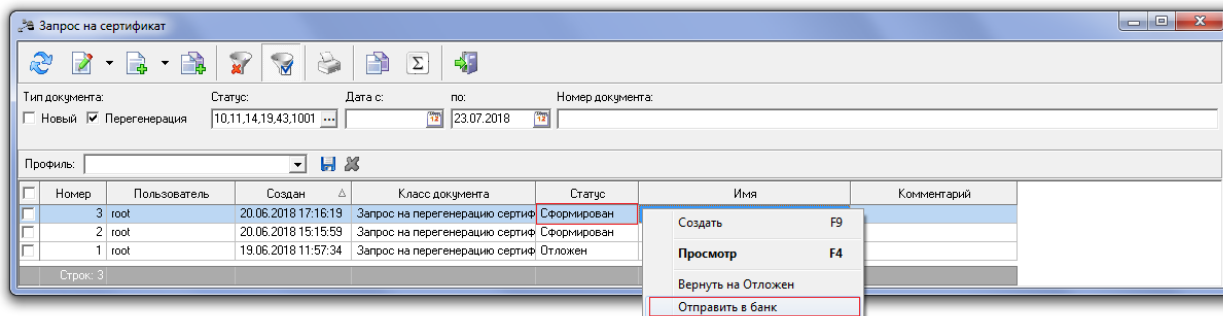 Запрос на сертификат
Тип документа: Статус: Дата с: по: Номер документа:
Новый Перегенерация 10,11,14,19,43,1001 ... 12 23.07.2018 12
Профиль:
Номер Пользователь Создан Класс документа Статус Имя Комментарий
3 root 20.06.2018 17:16:19 Запрос на перегенерацию сертиф Сформирован
2 root 20.06.2018 15:15:59 Запрос на перегенерацию сертиф Сформирован
1 root 19.06.2018 11:57:34 Запрос на перегенерацию сертиф Отложен
Строк: 3
Создать F9
Просмотр F4
Вернуть на Отложен
Отправить в банк